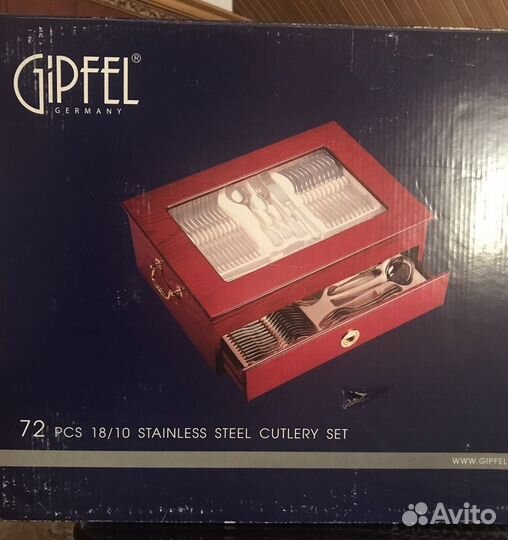 GiPFEL®
GERMANY
72 PCS 18/10 STAINLESS STEEL CUTLERY SET
WWW.GIPFEL
Avito